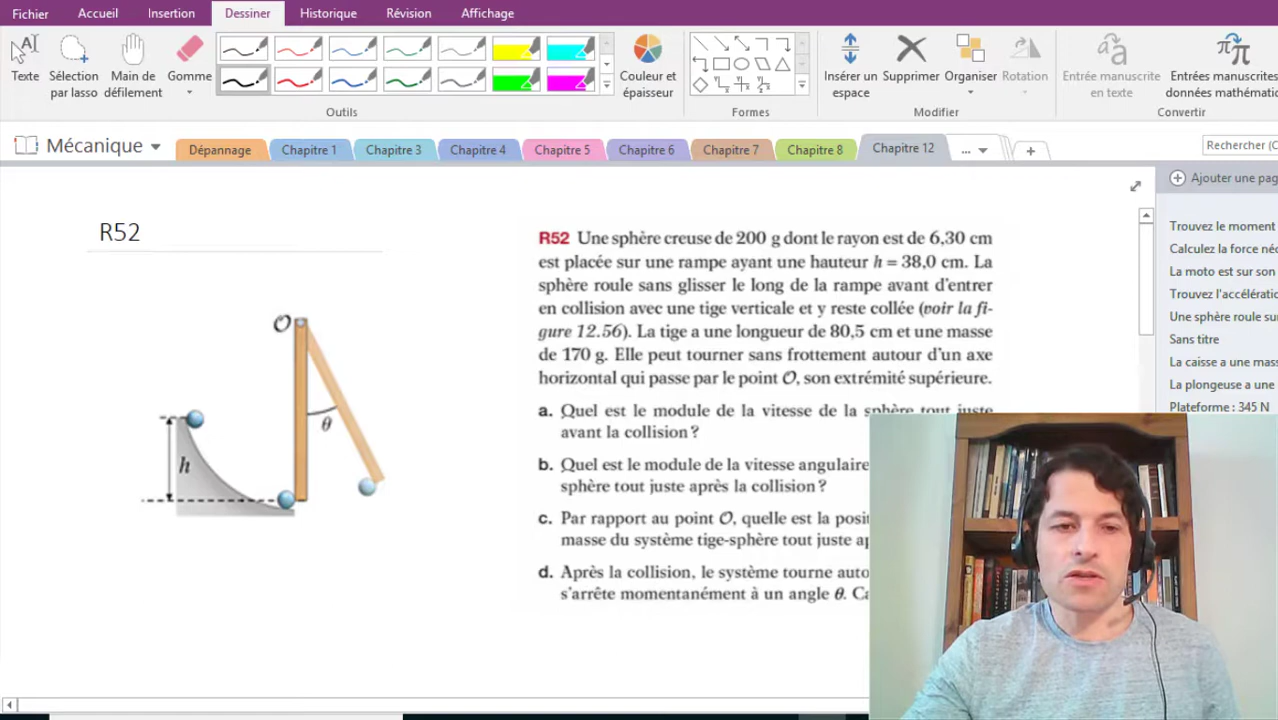 Fichier Accueil Insertion Dessiner Historique Révision Affichage
Texte
Sélection par lasso
Main de défilement
Gomme
Couleur et épaisseur
Insérer un espace
Supprimer
Organiser
Rotation
Entrée manuscrite en texte
Entrées manuscrites données mathéma
Outils
Formes
Modifier
Convertir
Mécanique
Dépannage
Chapitre 1
Chapitre 3
Chapitre 4
Chapitre 5
Chapitre 6
Chapitre 7
Chapitre 8
Chapitre 12
...
Rechercher (C
Ajouter une pag
R52
O
θ
h
R52 Une sphère creuse de 200 g dont le rayon est de 6,30 cm
est placée sur une rampe ayant une hauteur h = 38,0 cm. La
sphère roule sans glisser le long de la rampe avant d'entrer
en collision avec une tige verticale et y reste collée (voir la fi-
gure 12.56). La tige a une longueur de 80,5 cm et une masse
de 170 g. Elle peut tourner sans frottement autour d'un axe
horizontal qui passe par le point O, son extrémité supérieure.
a. Quel est le module de la vitesse de la sphère tout juste
avant la collision ?
b. Quel est le module de la vitesse angulaire
sphère tout juste après la collision ?
c. Par rapport au point O, quelle est la posi
masse du système tige-sphère tout juste ap
d. Après la collision, le système tourne auto
s'arrête momentanément à un angle θ. Ca
Trouvez le moment
Calculez la force néc
La moto est sur son
Trouvez l'accélératio
Une sphère roule sur
Sans titre
La caisse a une mass
La plongeuse a une
Plateforme : 345 N